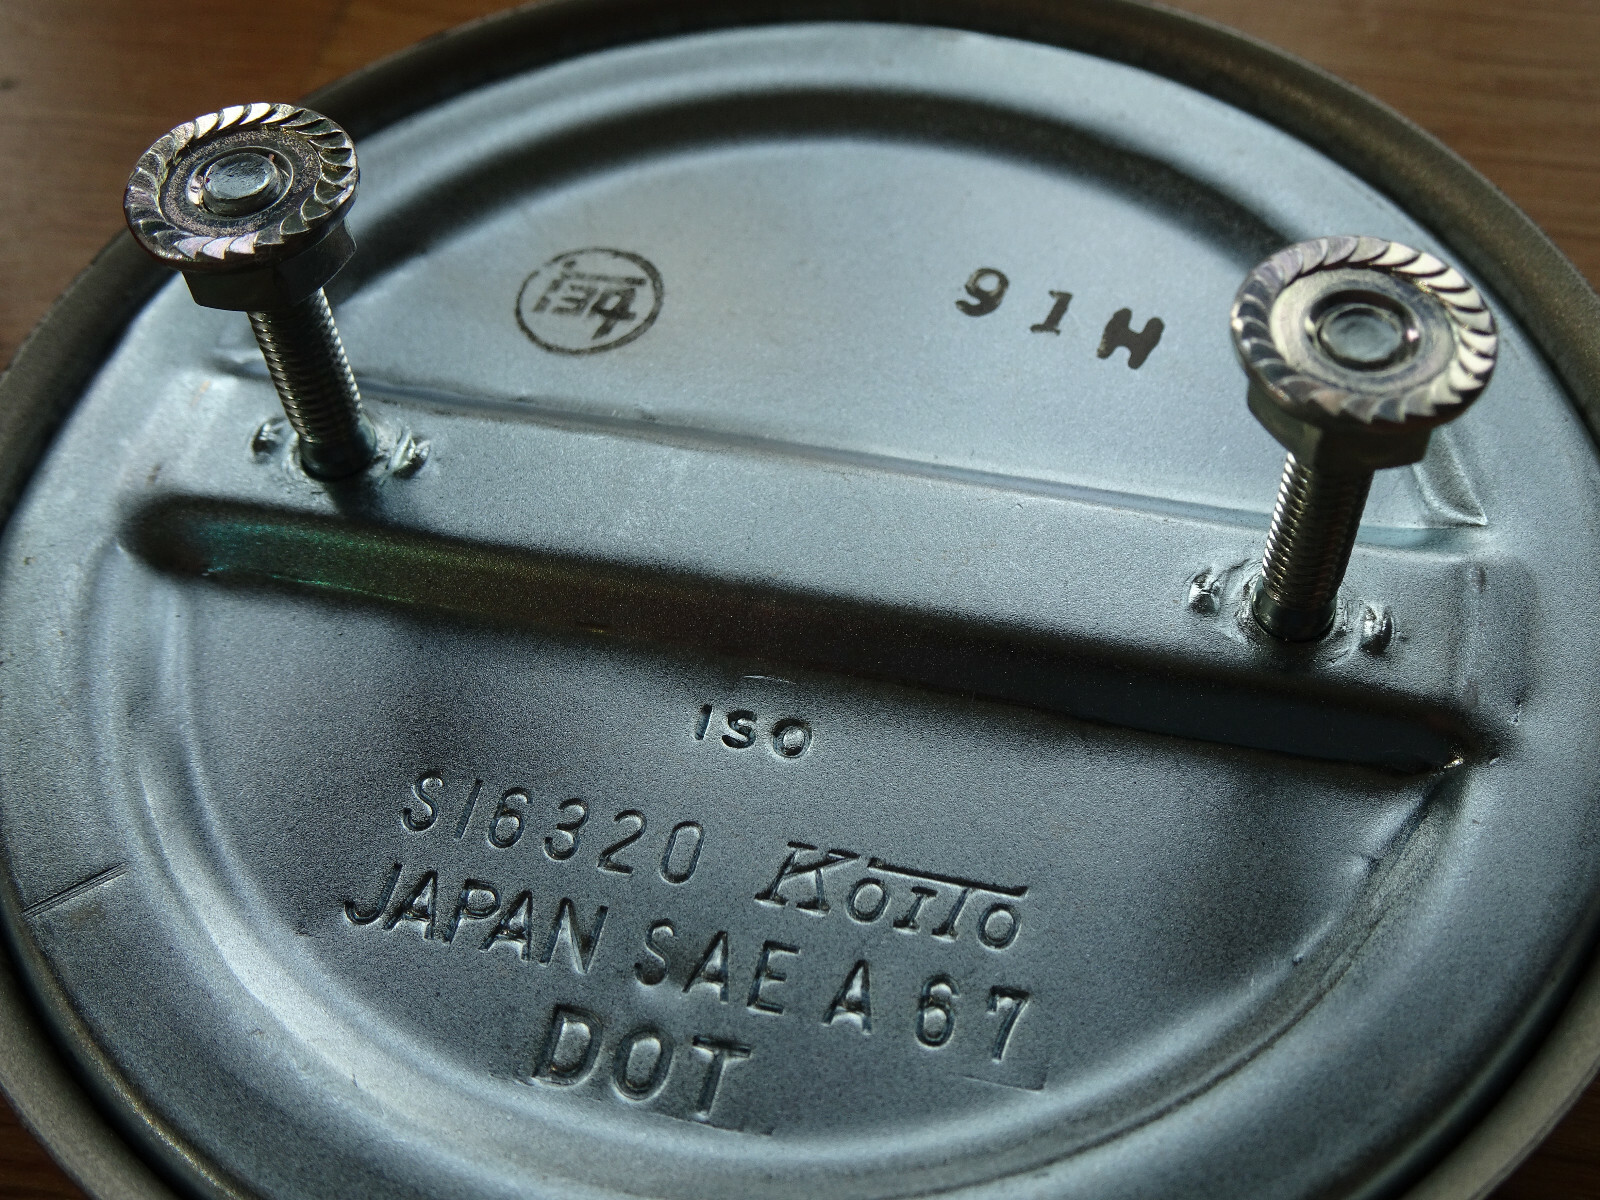 91H
ISO
S16320 Koito
JAPAN SAE A 67
DOT